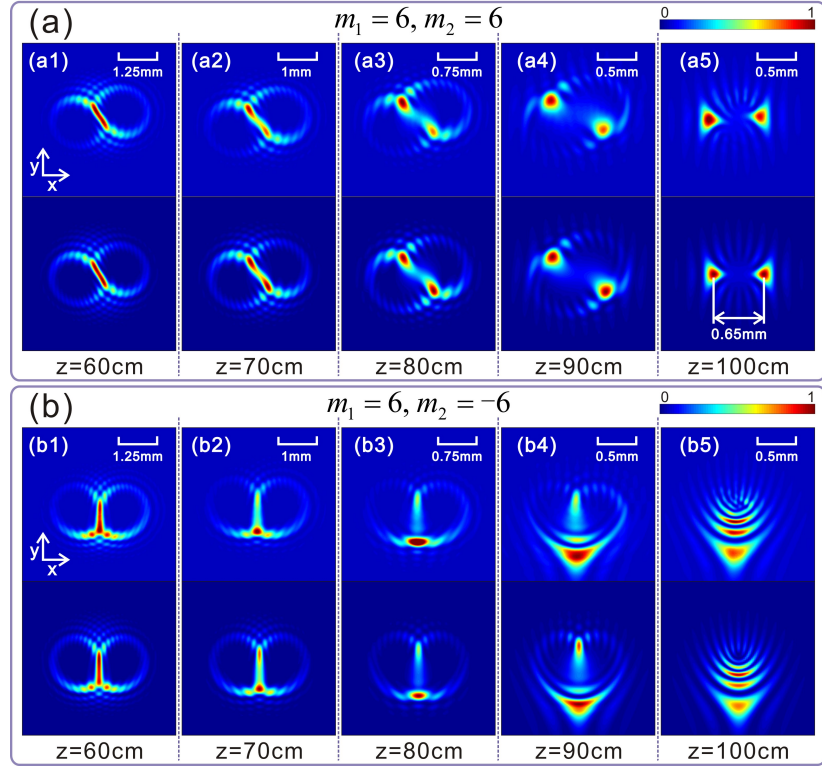 (a)
m₁ = 6, m₂ = 6
0 1
(a1) (a2) (a3) (a4) (a5)
1.25mm 1mm 0.75mm 0.5mm 0.5mm
y
x
0.65mm
z=60cm z=70cm z=80cm z=90cm z=100cm
(b)
m₁ = 6, m₂ = −6
0 1
(b1) (b2) (b3) (b4) (b5)
1.25mm 1mm 0.75mm 0.5mm 0.5mm
y
x
z=60cm z=70cm z=80cm z=90cm z=100cm